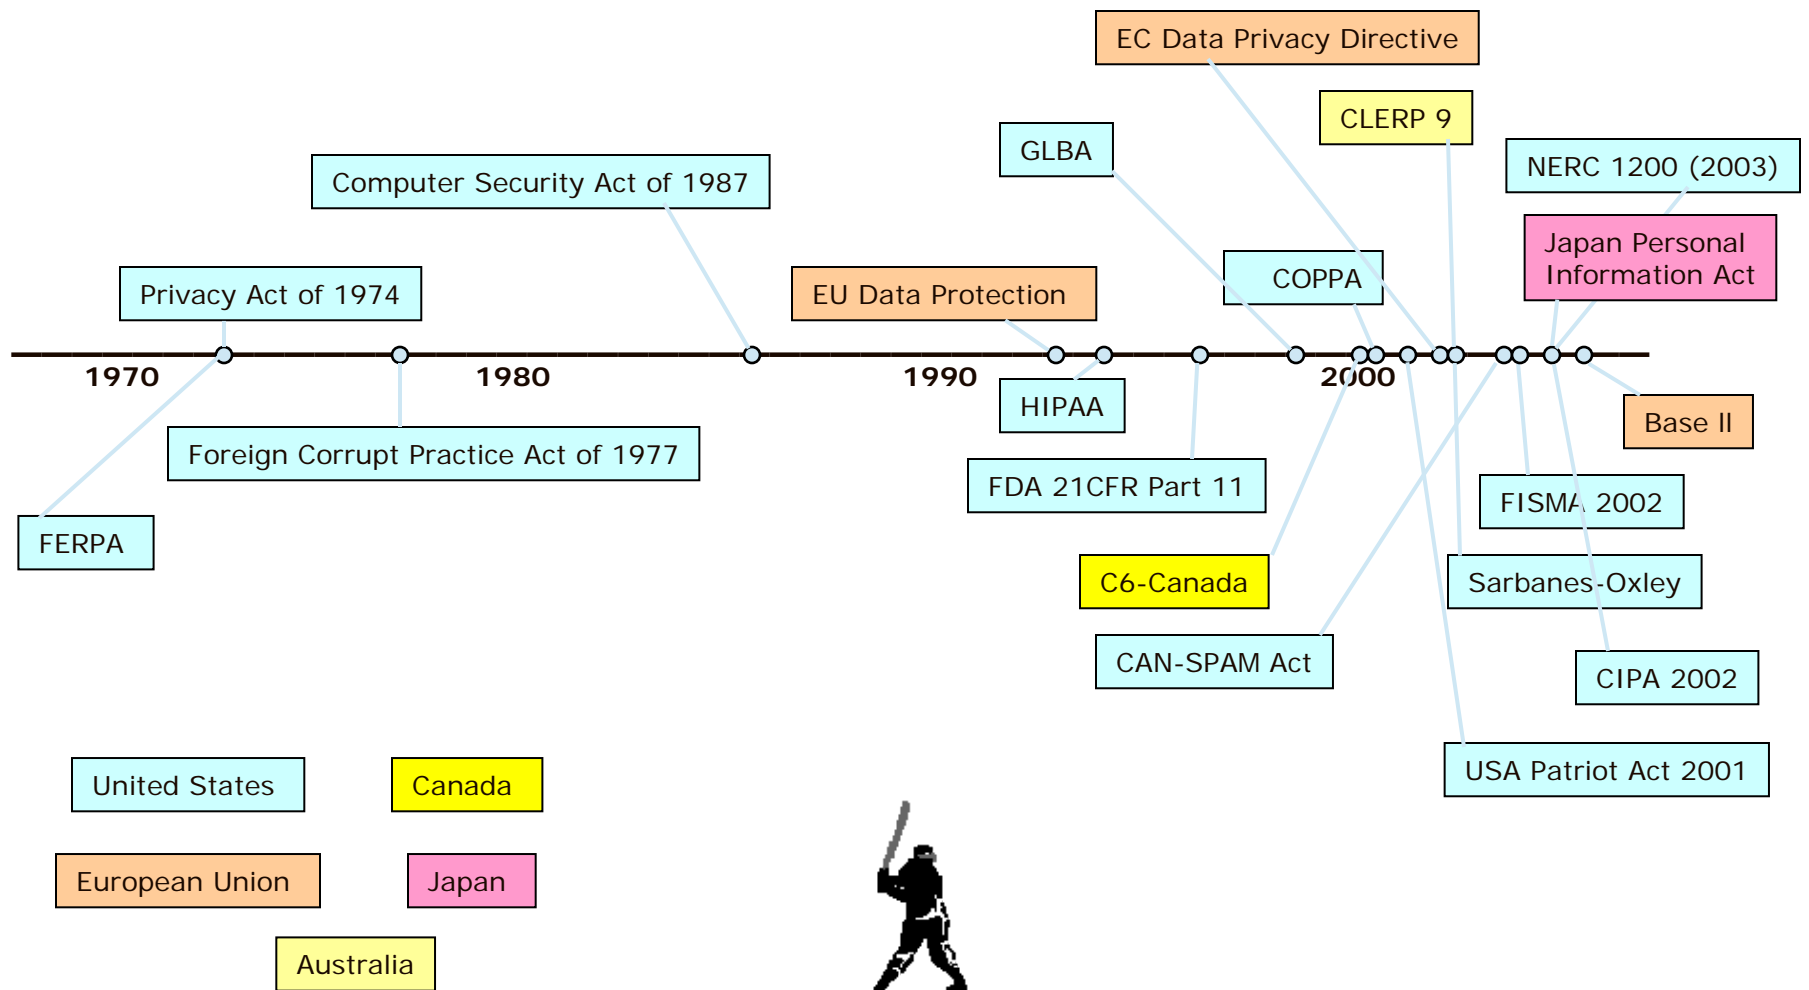 EC Data Privacy Directive
CLERP 9
GLBA
NERC 1200 (2003)
Computer Security Act of 1987
Japan Personal
Information Act
COPPA
Privacy Act of 1974
EU Data Protection
1970
1980
1990
2000
HIPAA
Base II
Foreign Corrupt Practice Act of 1977
FDA 21CFR Part 11
FISMA 2002
FERPA
C6-Canada
Sarbanes-Oxley
CAN-SPAM Act
CIPA 2002
USA Patriot Act 2001
United States
Canada
European Union
Japan
Australia